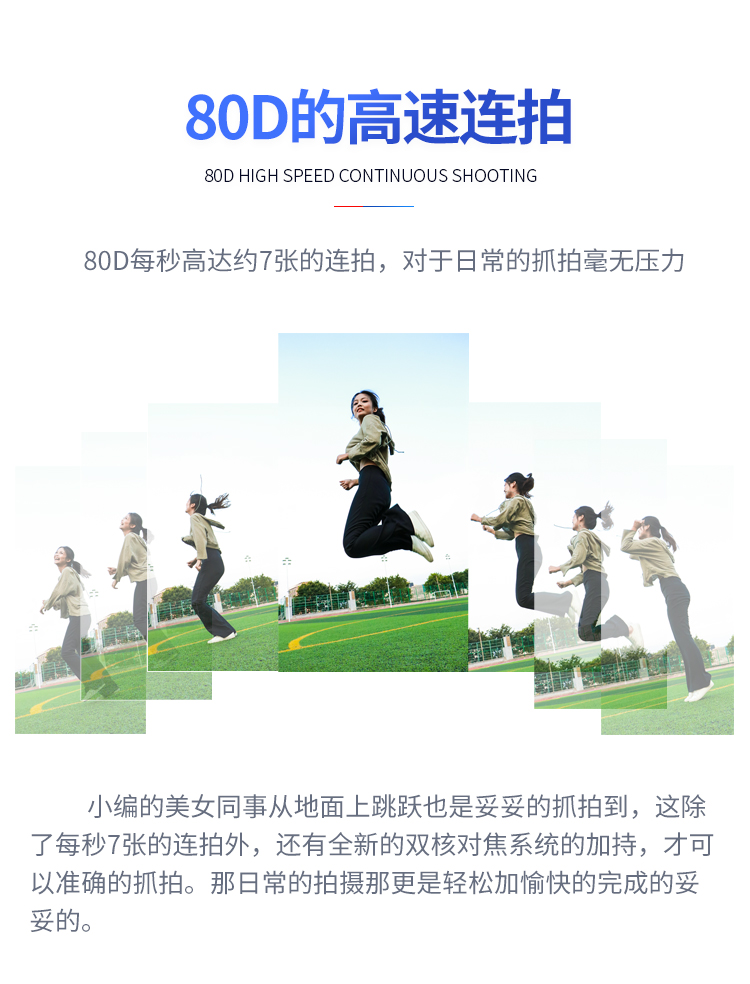 80D的高速连拍
80D HIGH SPEED CONTINUOUS SHOOTING
80D每秒高达约7张的连拍，对于日常的抓拍毫无压力
小编的美女同事从地面上跳跃也是妥妥的抓拍到，这除
了每秒7张的连拍外，还有全新的双核对焦系统的加持，才可
以准确的抓拍。那日常的拍摄那更是轻松加愉快的完成的妥
妥的。